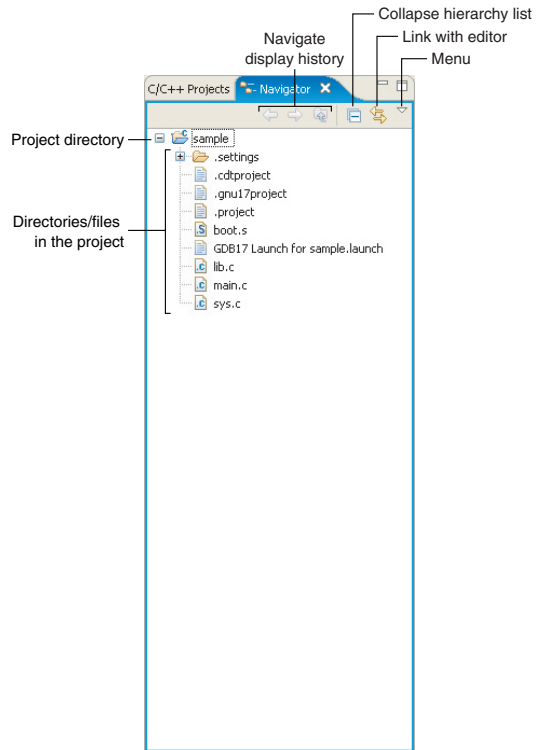 Collapse hierarchy list
Navigate
display history
Link with editor
Menu
C/C++ Projects
Navigator
Project directory
sample
.settings
.cdtproject
.gnu17project
.project
Directories/files
in the project
boot.s
GDB17 Launch for sample.launch
lib.c
main.c
sys.c